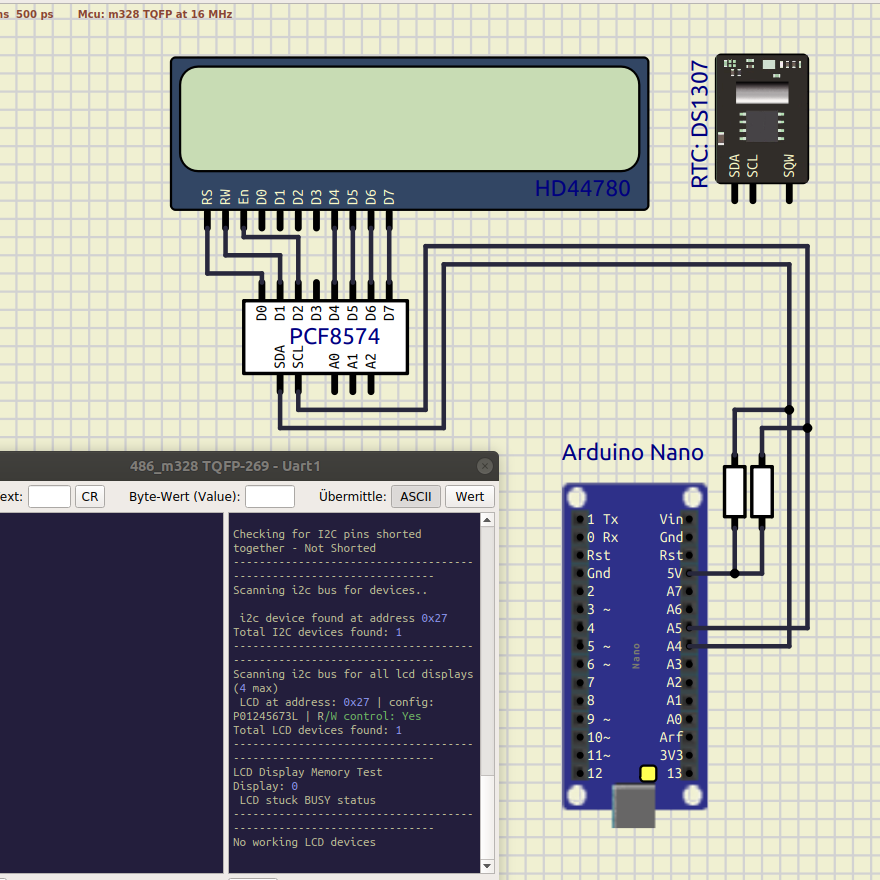 ns 500 ps Mcu: m328 TQFP at 16 MHz
RTC: DS1307
SDA
SCL
SQW
HD44780
RS
RW
En
D0
D1
D2
D3
D4
D5
D6
D7
D0
D1
D2
D3
D4
D5
D6
D7
PCF8574
SDA
SCL
A0
A1
A2
486_m328 TQFP-269 - Uart1
ext: CR Byte-Wert (Value): Übermittle: ASCII Wert
Checking for I2C pins shorted
together - Not Shorted
-------------------------------------
-------------------------------
Scanning i2c bus for devices..
i2c device found at address 0x27
Total I2C devices found: 1
-------------------------------------
-------------------------------
Scanning i2c bus for all lcd displays
(4 max)
LCD at address: 0x27 | config:
P01245673L | R/W control: Yes
Total LCD devices found: 1
-------------------------------------
-------------------------------
LCD Display Memory Test
Display: 0
LCD stuck BUSY status
-------------------------------------
-------------------------------
No working LCD devices
Arduino Nano
1 Tx Vin
0 Rx Gnd
Rst Rst
Gnd 5V
2 A7
3 ~ A6
4 A5
5 ~ A4
6 ~ A3
7 A2
8 A1
9 ~ A0
10~ Arf
11~ 3V3
12 13
Nano